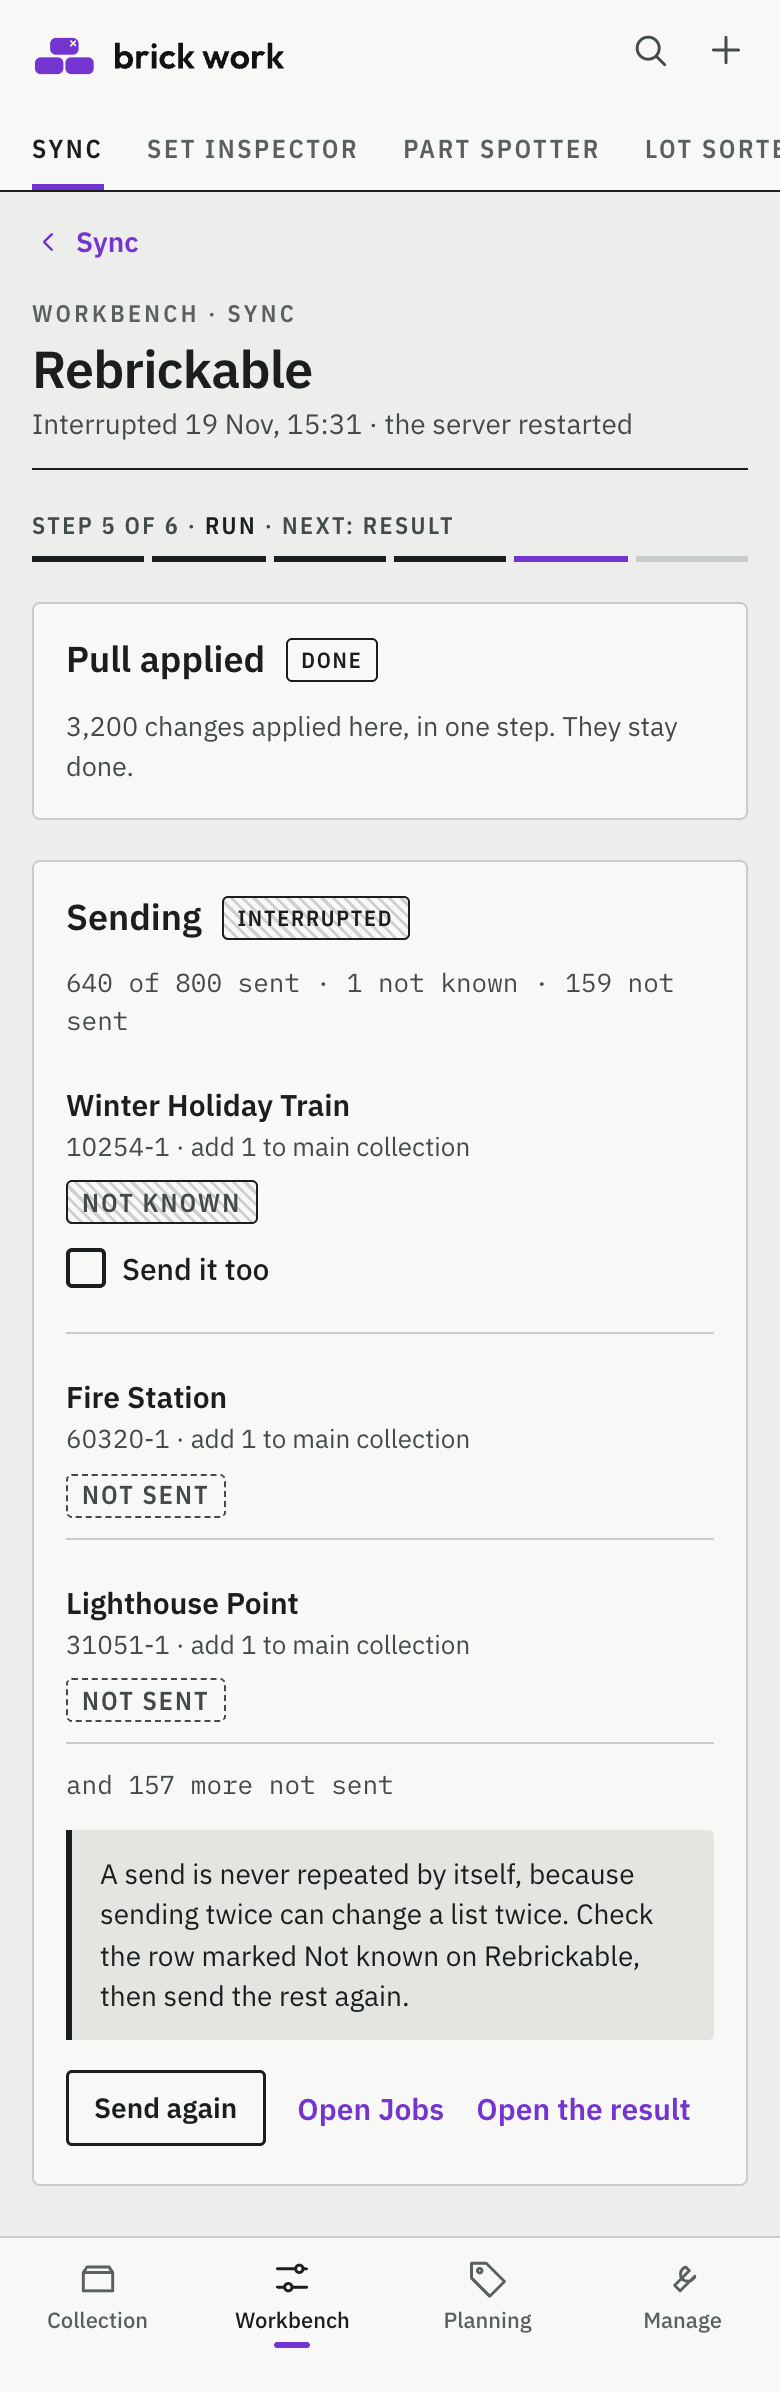 brick work
SYNC SET INSPECTOR PART SPOTTER LOT SORTE
Sync
WORKBENCH · SYNC
Rebrickable
Interrupted 19 Nov, 15:31 · the server restarted
STEP 5 OF 6 · RUN · NEXT: RESULT
Pull applied DONE
3,200 changes applied here, in one step. They stay
done.
Sending INTERRUPTED
640 of 800 sent · 1 not known · 159 not
sent
Winter Holiday Train
10254-1 · add 1 to main collection
NOT KNOWN
Send it too
Fire Station
60320-1 · add 1 to main collection
NOT SENT
Lighthouse Point
31051-1 · add 1 to main collection
NOT SENT
and 157 more not sent
A send is never repeated by itself, because
sending twice can change a list twice. Check
the row marked Not known on Rebrickable,
then send the rest again.
Send again Open Jobs Open the result
Collection Workbench Planning Manage